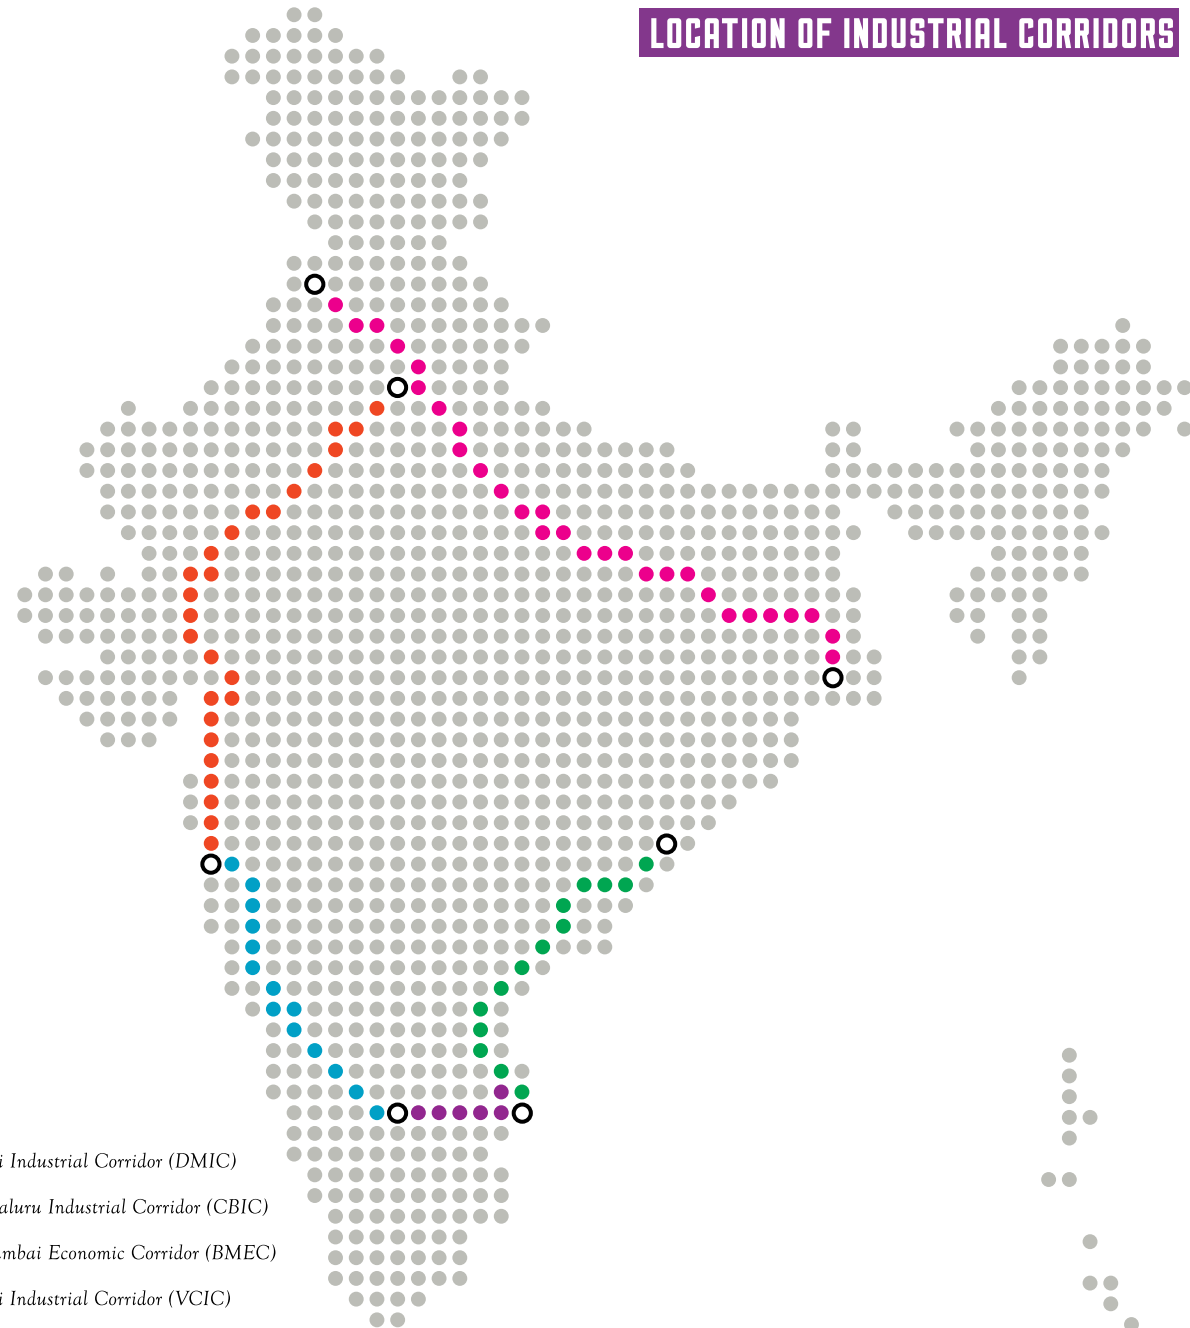 LOCATION OF INDUSTRIAL CORRIDORS
i Industrial Corridor (DMIC)
aluru Industrial Corridor (CBIC)
mbai Economic Corridor (BMEC)
i Industrial Corridor (VCIC)